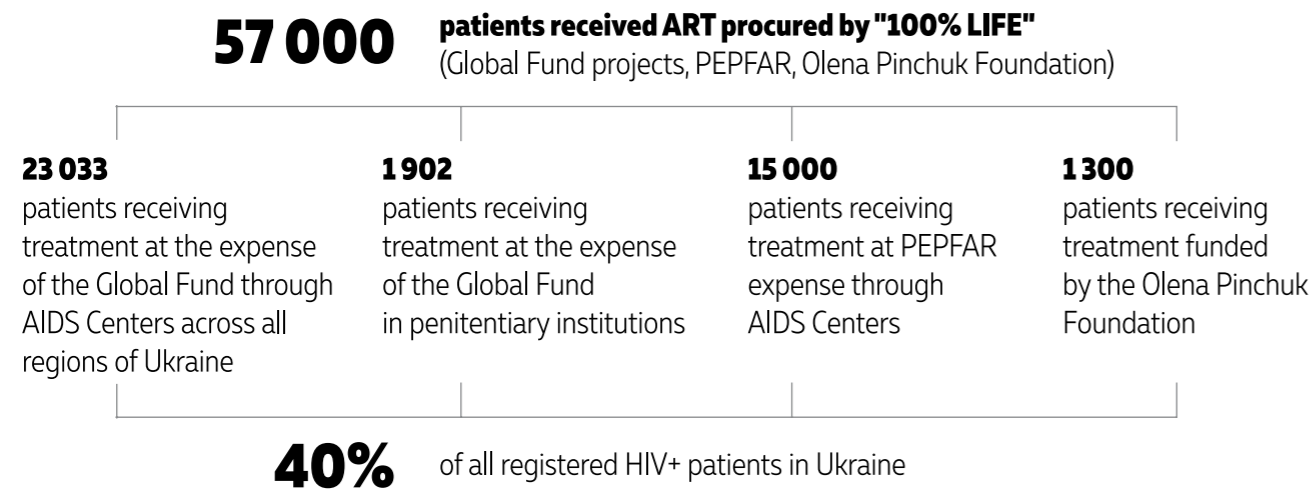 57 000
patients received ART procured by "100% LIFE"
(Global Fund projects, PEPFAR, Olena Pinchuk Foundation)
23 033
patients receiving
treatment at the expense
of the Global Fund through
AIDS Centers across all
regions of Ukraine
1 902
patients receiving
treatment at the expense
of the Global Fund
in penitentiary institutions
15 000
patients receiving
treatment at PEPFAR
expense through
AIDS Centers
1 300
patients receiving
treatment funded
by the Olena Pinchuk
Foundation
40%
of all registered HIV+ patients in Ukraine